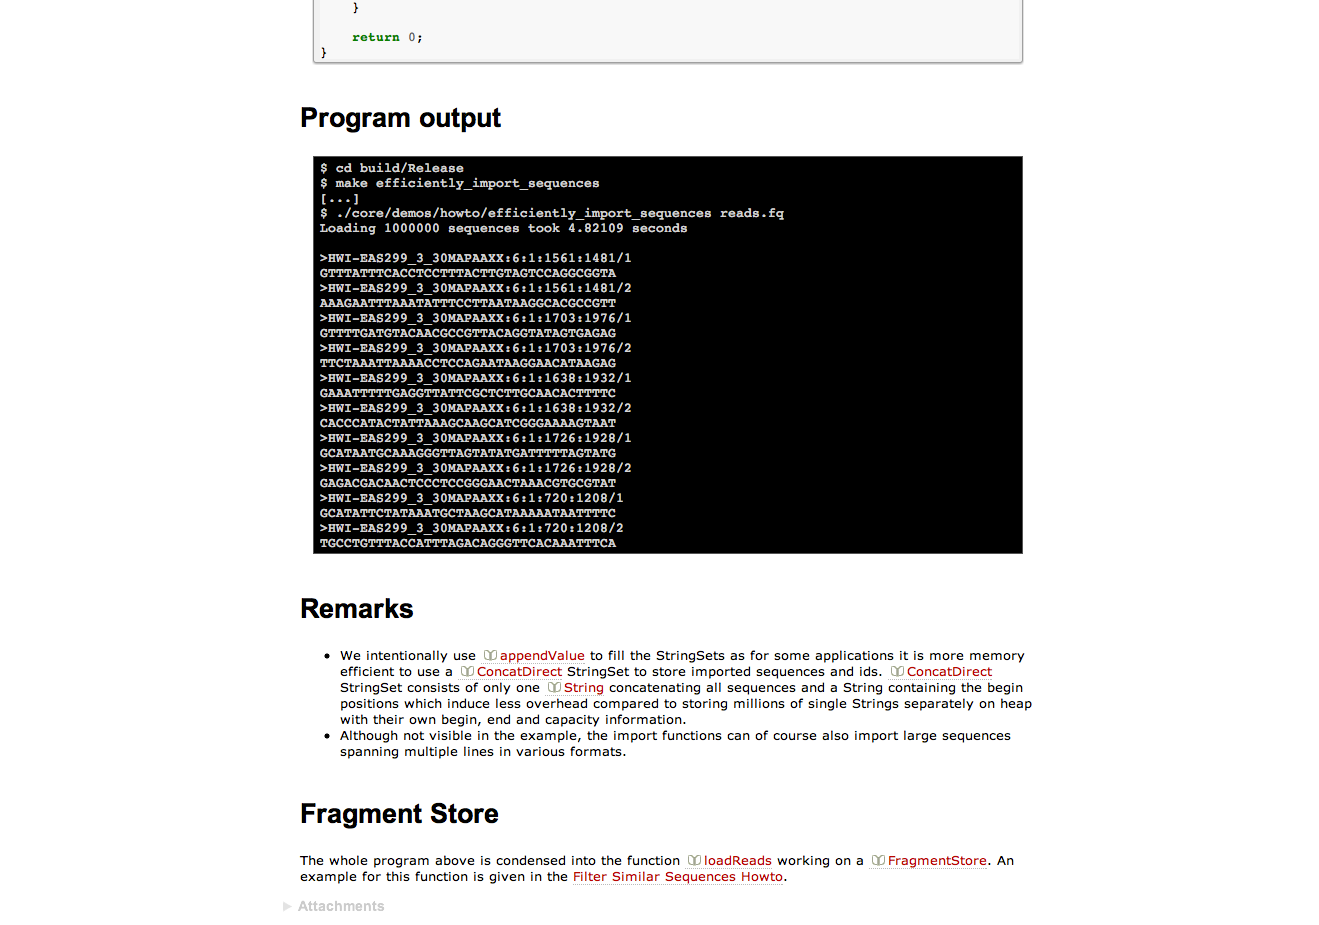 }
return 0;
}
Program output
$ cd build/Release
$ make efficiently_import_sequences
[...]
$ ./core/demos/howto/efficiently_import_sequences reads.fq
Loading 1000000 sequences took 4.82109 seconds
>HWI-EAS299_3_30MAPAAXX:6:1:1561:1481/1
GTTTATTTCACCTCCTTTACTTGTAGTCCAGGCGGTA
>HWI-EAS299_3_30MAPAAXX:6:1:1561:1481/2
AAAGAATTTAAATATTTCCTTAATAAGGCACGCCGTT
>HWI-EAS299_3_30MAPAAXX:6:1:1703:1976/1
GTTTTGATGTACAACGCCGTTACAGGTATAGTGAGAG
>HWI-EAS299_3_30MAPAAXX:6:1:1703:1976/2
TTCTAAATTAAAACCTCCAGAATAAGGAACATAAGAG
>HWI-EAS299_3_30MAPAAXX:6:1:1638:1932/1
GAAATTTTTGAGGTTATTCGCTCTTGCAACACTTTTC
>HWI-EAS299_3_30MAPAAXX:6:1:1638:1932/2
CACCCATACTATTAAAGCAAGCATCGGGAAAAGTAAT
>HWI-EAS299_3_30MAPAAXX:6:1:1726:1928/1
GCATAATGCAAAGGGTTAGTATATGATTTTTAGTATG
>HWI-EAS299_3_30MAPAAXX:6:1:1726:1928/2
GAGACGACAACTCCCTCCGGGAACTAAACGTGCGTAT
>HWI-EAS299_3_30MAPAAXX:6:1:720:1208/1
GCATATTCTATAAATGCTAAGCATAAAAATAATTTTC
>HWI-EAS299_3_30MAPAAXX:6:1:720:1208/2
TGCCTGTTTACCATTTAGACAGGGTTCACAAATTTCA
Remarks
• We intentionally use appendValue to fill the StringSets as for some applications it is more memory
efficient to use a ConcatDirect StringSet to store imported sequences and ids. ConcatDirect
StringSet consists of only one String concatenating all sequences and a String containing the begin
positions which induce less overhead compared to storing millions of single Strings separately on heap
with their own begin, end and capacity information.
• Although not visible in the example, the import functions can of course also import large sequences
spanning multiple lines in various formats.
Fragment Store
The whole program above is condensed into the function loadReads working on a FragmentStore. An
example for this function is given in the Filter Similar Sequences Howto.
Attachments